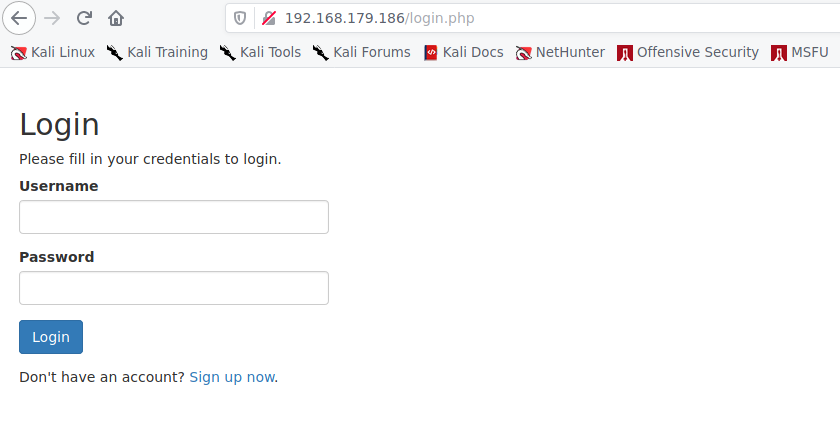 192.168.179.186/login.php
Kali Linux Kali Training Kali Tools Kali Forums Kali Docs NetHunter Offensive Security MSFU
Login
Please fill in your credentials to login.
Username
Password
Login
Don't have an account? Sign up now.